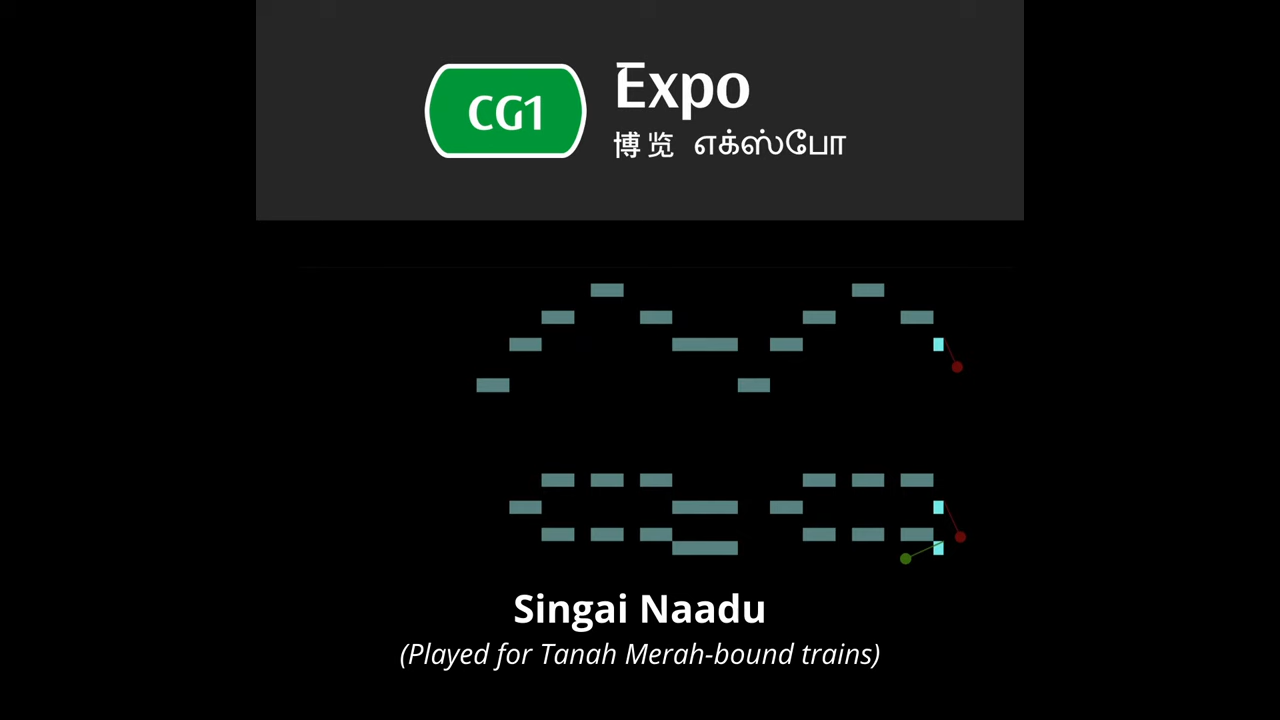 CG1
Expo
博览 எக்ஸ்போ
Singai Naadu
(Played for Tanah Merah-bound trains)